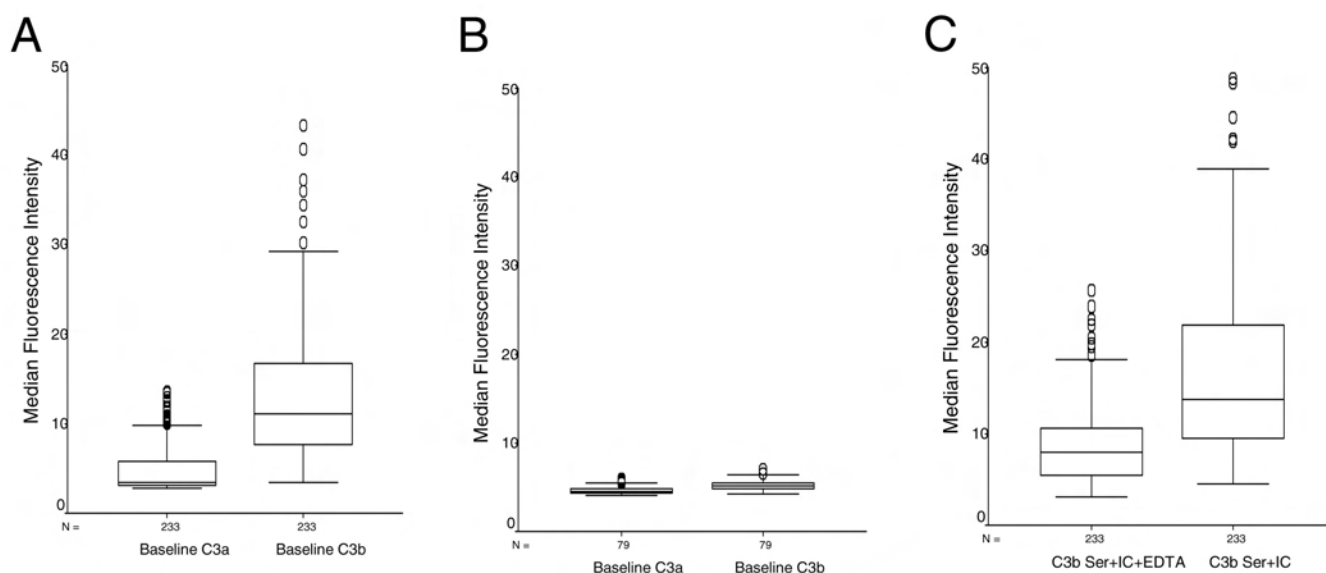 A
Median Fluorescence Intensity
50
40
30
20
10
0
N =
233
233
Baseline C3a
Baseline C3b
B
Median Fluorescence Intensity
50
40
30
20
10
0
N =
79
79
Baseline C3a
Baseline C3b
C
Median Fluorescence Intensity
50
40
30
20
10
0
N =
233
233
C3b Ser+IC+EDTA
C3b Ser+IC